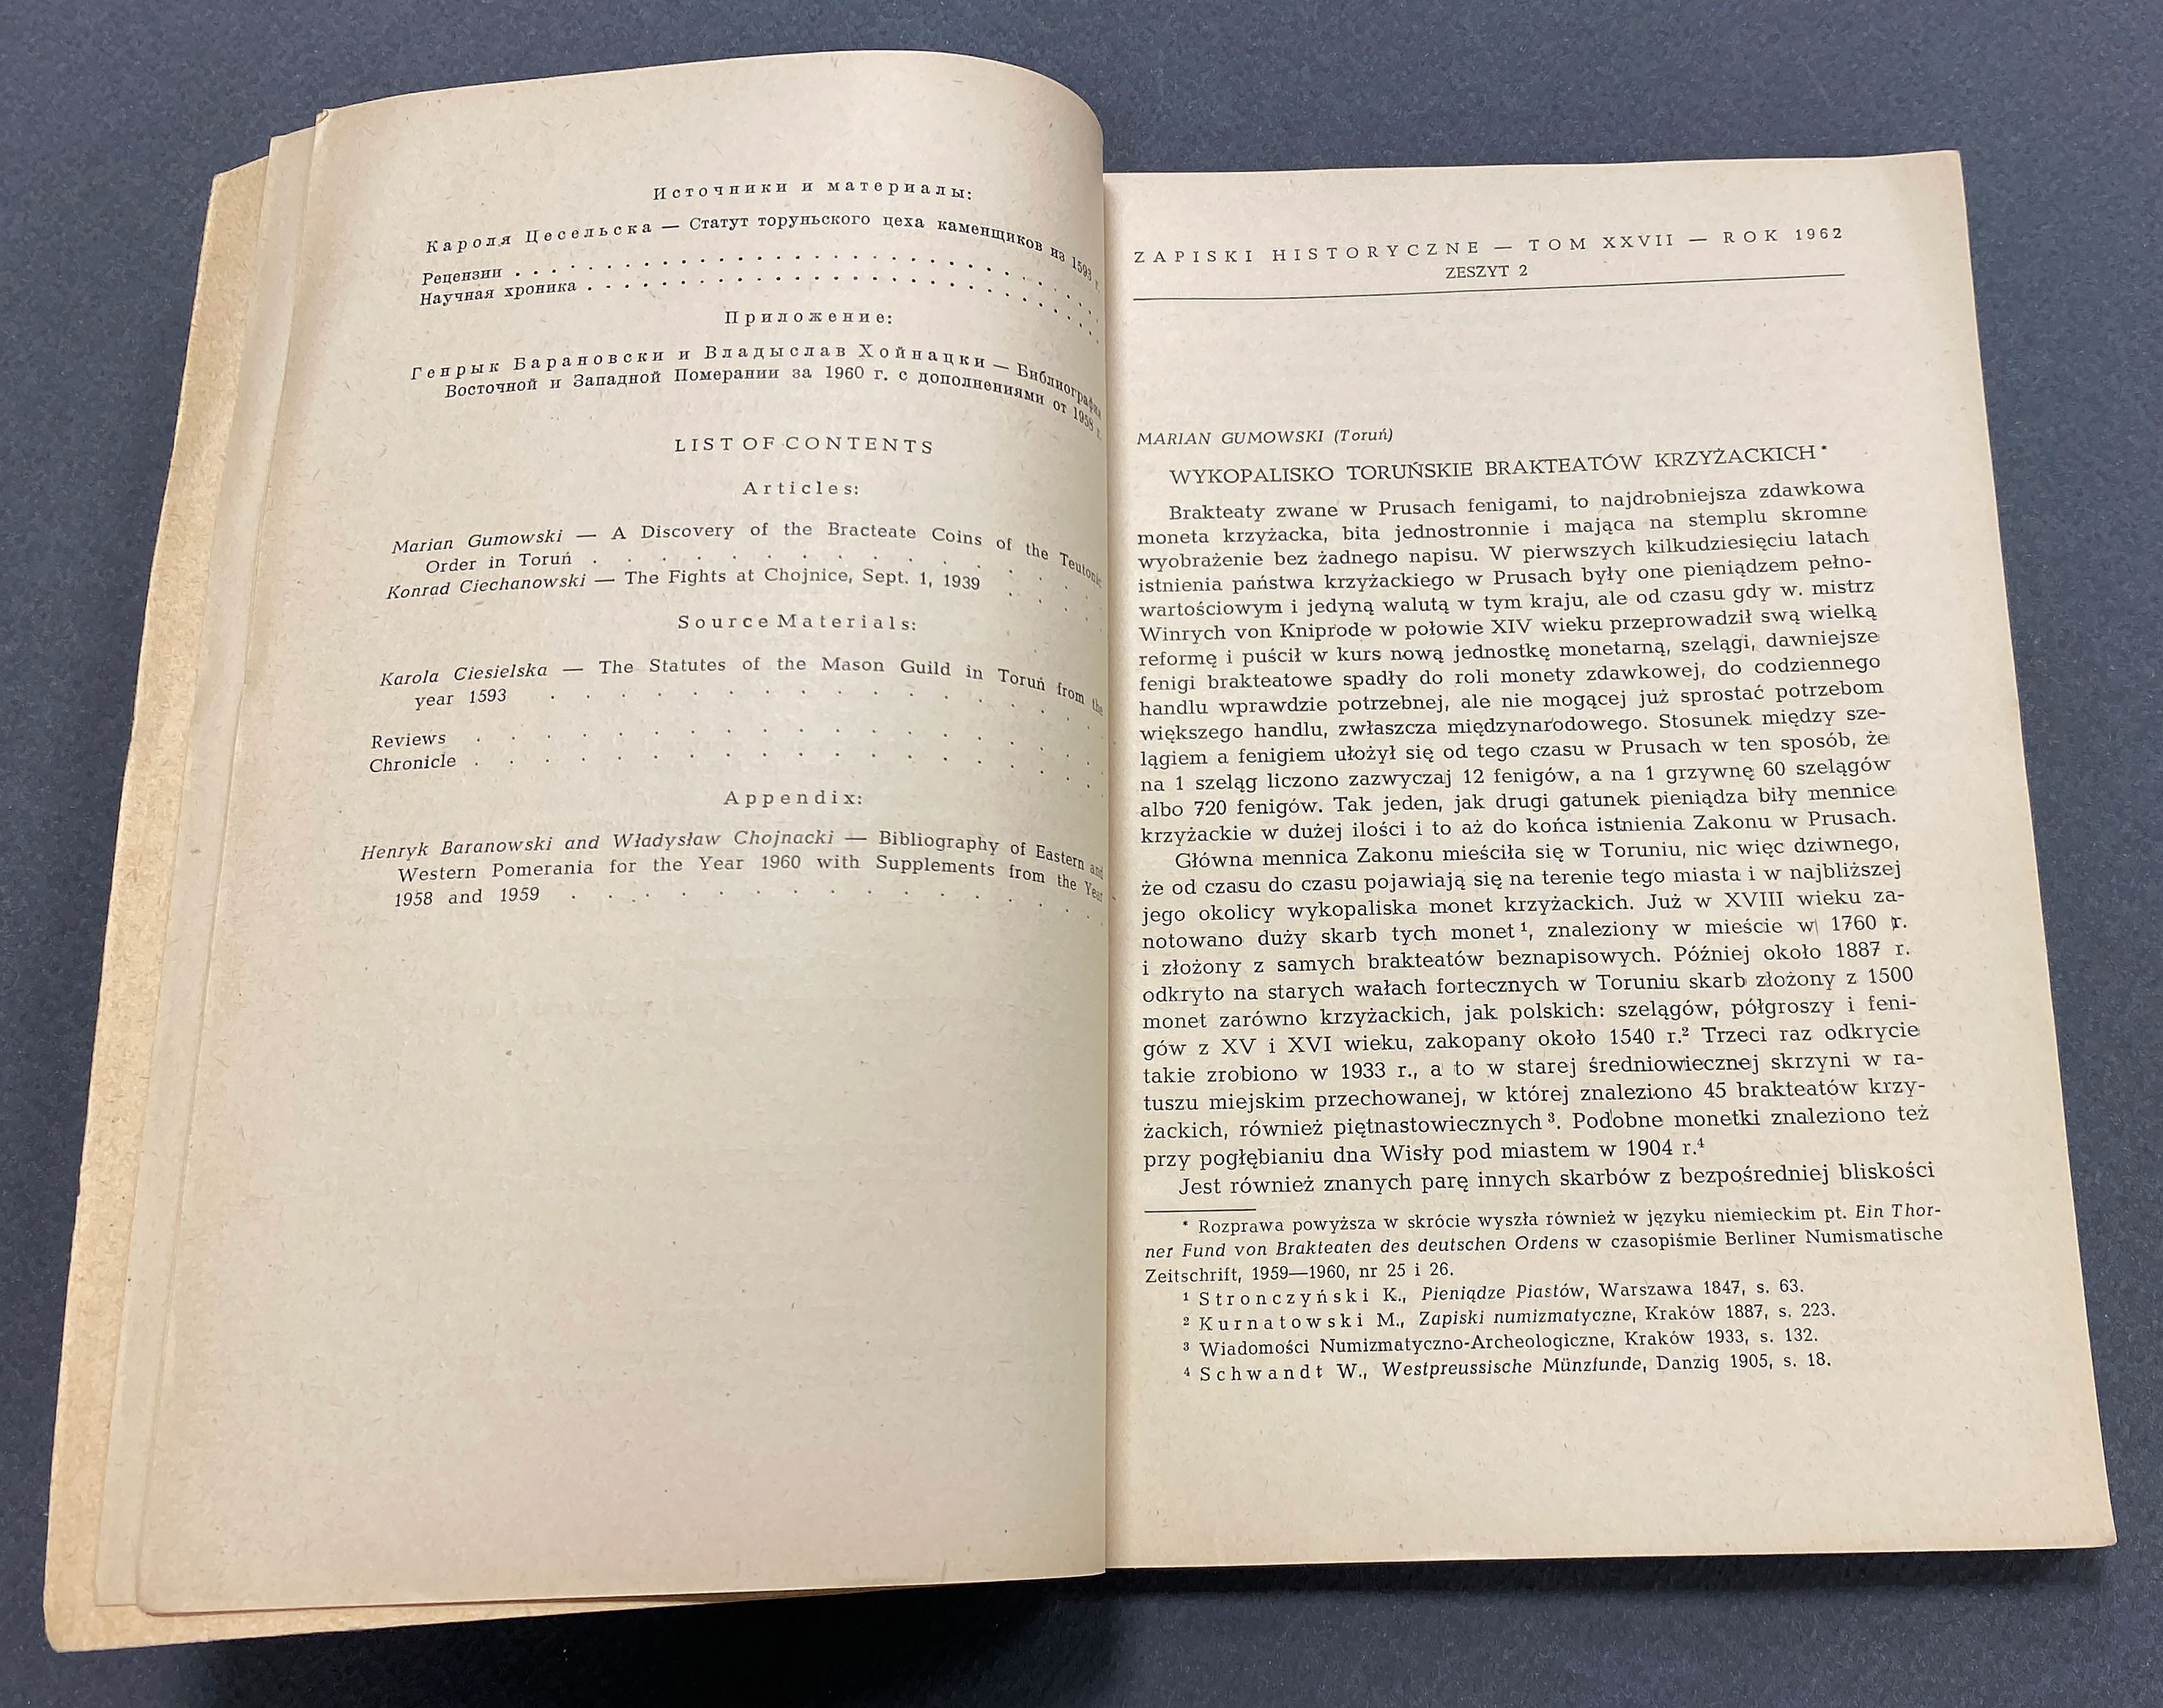 Источники и материалы:
Кароля Цесельска — Статут торуньского цеха каменщиков из 1593 г.
Рецензии . . . . . . . . . . . . . . . . . . . . . . . .
Научная хроника . . . . . . . . . . . . . . . . . . . .
Приложение:
Генрык Барановски и Владыслав Хойнацки — Библиография
Восточной и Западной Померании за 1960 г. с дополнениями от 1958 г.
LIST OF CONTENTS
Articles:
Marian Gumowski — A Discovery of the Bracteate Coins of the Teutonic
Order in Toruń . . . . . . . . . . . . . .
Konrad Ciechanowski — The Fights at Chojnice, Sept. 1, 1939 . . . .
Source Materials:
Karola Ciesielska — The Statutes of the Mason Guild in Toruń from the
year 1593 . . . . . . . . . . . . . .
Reviews . . . . . . . . . . . . . . .
Chronicle . . . . . . . . . . . . . . .
Appendix:
Henryk Baranowski and Władysław Chojnacki — Bibliography of Eastern and
Western Pomerania for the Year 1960 with Supplements from the Year
1958 and 1959 . . . . . . . . . . . . .
ZAPISKI HISTORYCZNE — TOM XXVII — ROK 1962
ZESZYT 2
MARIAN GUMOWSKI (Toruń)
WYKOPALISKO TORUŃSKIE BRAKTEATÓW KRZYŻACKICH *
Brakteaty zwane w Prusach fenigami, to najdrobniejsza zdawkowa
moneta krzyżacka, bita jednostronnie i mająca na stemplu skromne
wyobrażenie bez żadnego napisu. W pierwszych kilkudziesięciu latach
istnienia państwa krzyżackiego w Prusach były one pieniądzem pełno-
wartościowym i jedyną walutą w tym kraju, ale od czasu gdy w. mistrz
Winrych von Kniprode w połowie XIV wieku przeprowadził swą wielką
reformę i puścił w kurs nową jednostkę monetarną, szelągi, dawniejsze
fenigi brakteatowe spadły do roli monety zdawkowej, do codziennego
handlu wprawdzie potrzebnej, ale nie mogącej już sprostać potrzebom
większego handlu, zwłaszcza międzynarodowego. Stosunek między sze-
lągiem a fenigiem ułożył się od tego czasu w Prusach w ten sposób, że
na 1 szeląg liczono zazwyczaj 12 fenigów, a na 1 grzywnę 60 szelągów
albo 720 fenigów. Tak jeden, jak drugi gatunek pieniądza biły mennice
krzyżackie w dużej ilości i to aż do końca istnienia Zakonu w Prusach.
Główna mennica Zakonu mieściła się w Toruniu, nic więc dziwnego,
że od czasu do czasu pojawiają się na terenie tego miasta i w najbliższej
jego okolicy wykopaliska monet krzyżackich. Już w XVIII wieku za-
notowano duży skarb tych monet ¹, znaleziony w mieście w 1760 r.
i złożony z samych brakteatów beznapisowych. Później około 1887 r.
odkryto na starych wałach fortecznych w Toruniu skarb złożony z 1500
monet zarówno krzyżackich, jak polskich: szelągów, półgroszy i feni-
gów z XV i XVI wieku, zakopany około 1540 r.² Trzeci raz odkrycie
takie zrobiono w 1933 r., a to w starej średniowiecznej skrzyni w ra-
tuszu miejskim przechowanej, w której znaleziono 45 brakteatów krzy-
żackich, również piętnastowiecznych ³. Podobne monetki znaleziono też
przy pogłębianiu dna Wisły pod miastem w 1904 r.⁴
Jest również znanych parę innych skarbów z bezpośredniej bliskości
* Rozprawa powyższa w skrócie wyszła również w języku niemieckim pt. Ein Thor-
ner Fund von Brakteaten des deutschen Ordens w czasopiśmie Berliner Numismatische
Zeitschrift, 1959—1960, nr 25 i 26.
¹ Stronczyński K., Pieniądze Piastów, Warszawa 1847, s. 63.
² Kurnatowski M., Zapiski numizmatyczne, Kraków 1887, s. 223.
³ Wiadomości Numizmatyczno-Archeologiczne, Kraków 1933, s. 132.
⁴ Schwandt W., Westpreussische Münzfunde, Danzig 1905, s. 18.